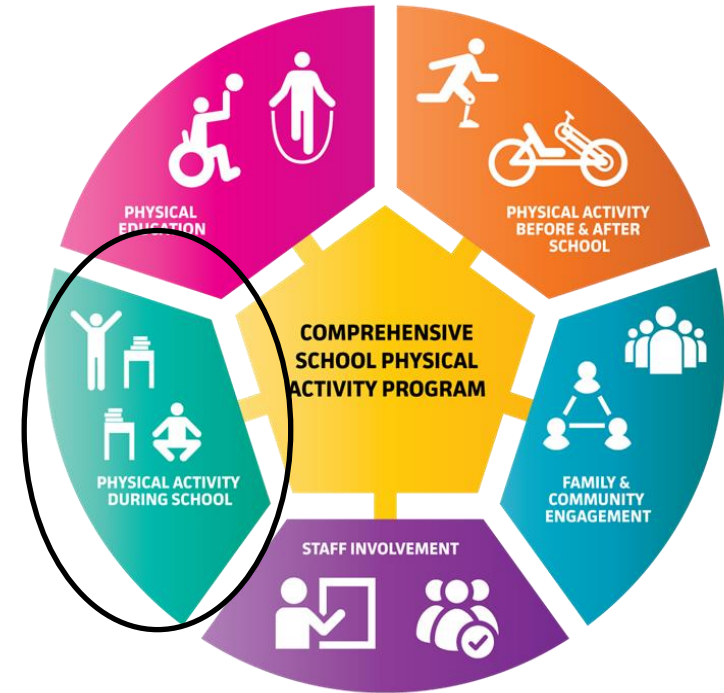 PHYSICAL
EDUCATION
PHYSICAL ACTIVITY
BEFORE & AFTER
SCHOOL
COMPREHENSIVE
SCHOOL PHYSICAL
ACTIVITY PROGRAM
PHYSICAL ACTIVITY
DURING SCHOOL
FAMILY &
COMMUNITY
ENGAGEMENT
STAFF INVOLVEMENT